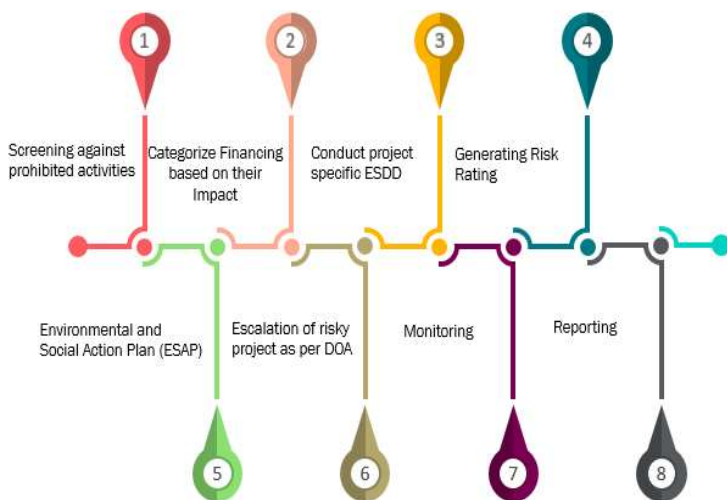 1
2
3
4
Screening against
prohibited activities
Categorize Financing
based on their
Impact
Conduct project
specific ESDD
Generating Risk
Rating
Environmental and
Social Action Plan (ESAP)
Escalation of risky
project as per DOA
Monitoring
Reporting
5
6
7
8